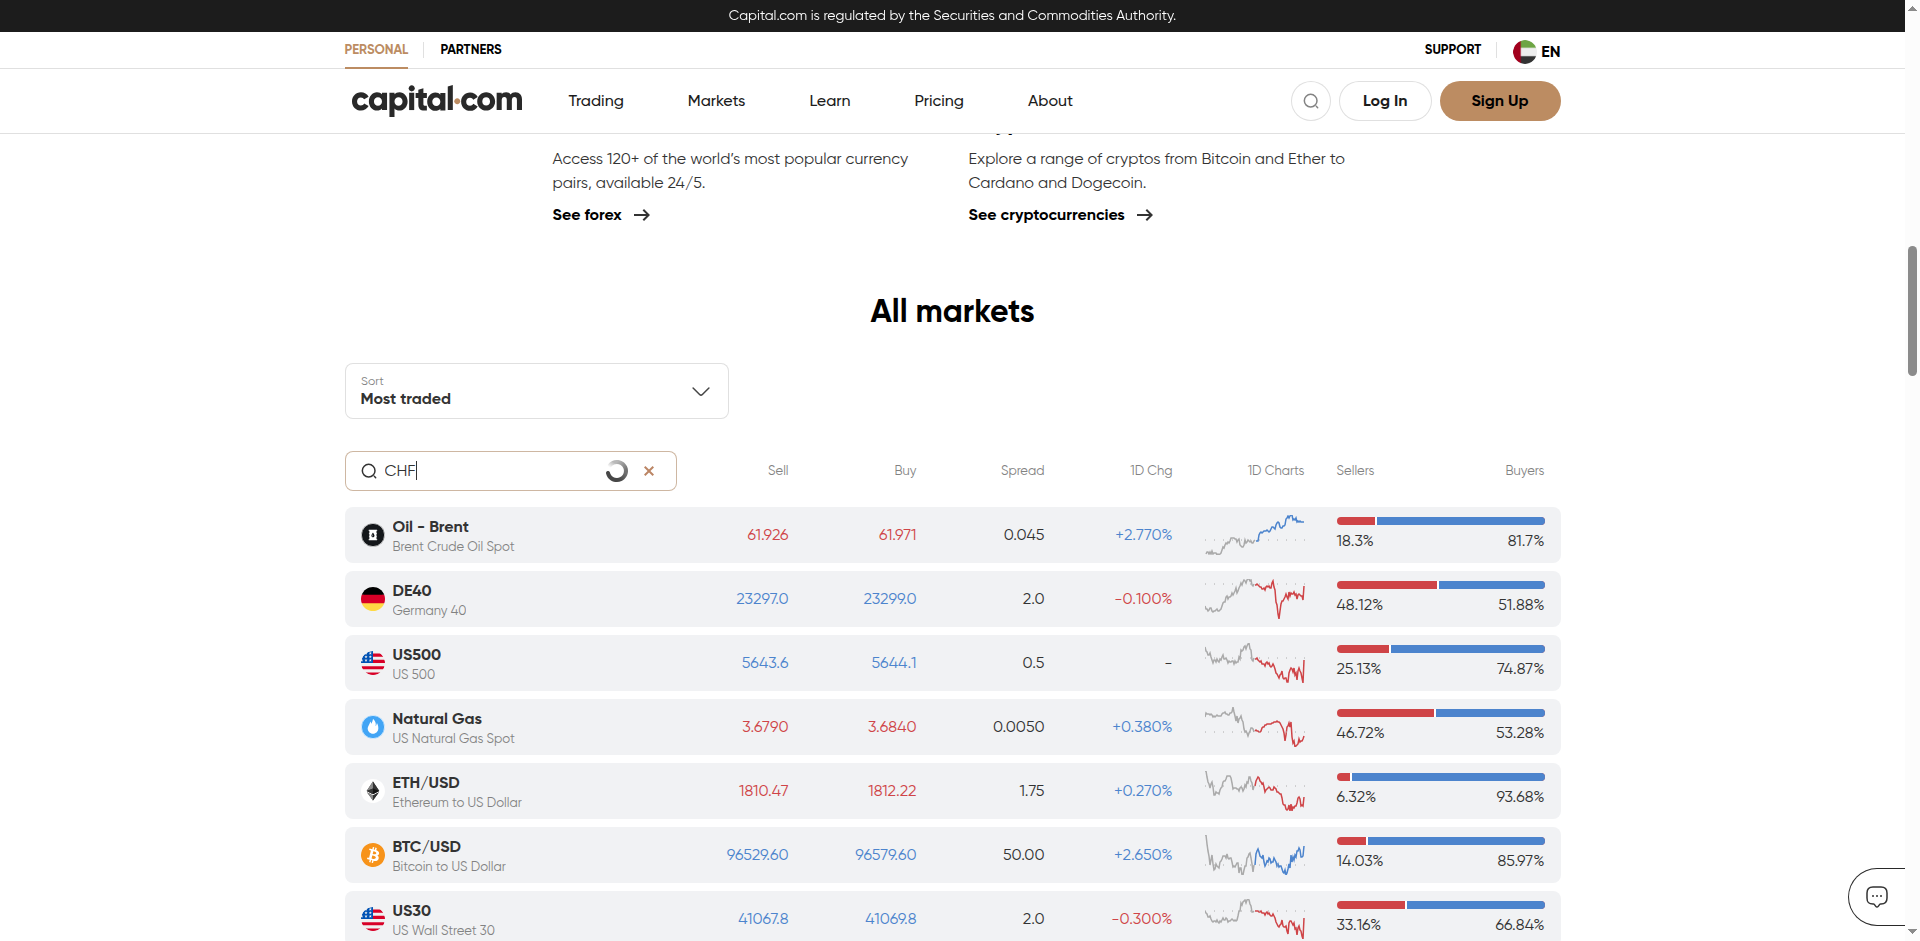 Capital.com is regulated by the Securities and Commodities Authority.
PERSONAL PARTNERS SUPPORT EN
capital.com Trading Markets Learn Pricing About Log In Sign Up
Access 120+ of the world's most popular currency
pairs, available 24/5.
See forex
Explore a range of cryptos from Bitcoin and Ether to
Cardano and Dogecoin.
See cryptocurrencies
All markets
Sort
Most traded
CHF Sell Buy Spread 1D Chg 1D Charts Sellers Buyers
Oil - Brent
Brent Crude Oil Spot
61.926 61.971 0.045 +2.770% 18.3% 81.7%
DE40
Germany 40
23297.0 23299.0 2.0 -0.100% 48.12% 51.88%
US500
US 500
5643.6 5644.1 0.5 - 25.13% 74.87%
Natural Gas
US Natural Gas Spot
3.6790 3.6840 0.0050 +0.380% 46.72% 53.28%
ETH/USD
Ethereum to US Dollar
1810.47 1812.22 1.75 +0.270% 6.32% 93.68%
BTC/USD
Bitcoin to US Dollar
96529.60 96579.60 50.00 +2.650% 14.03% 85.97%
US30
US Wall Street 30
41067.8 41069.8 2.0 -0.300% 33.16% 66.84%